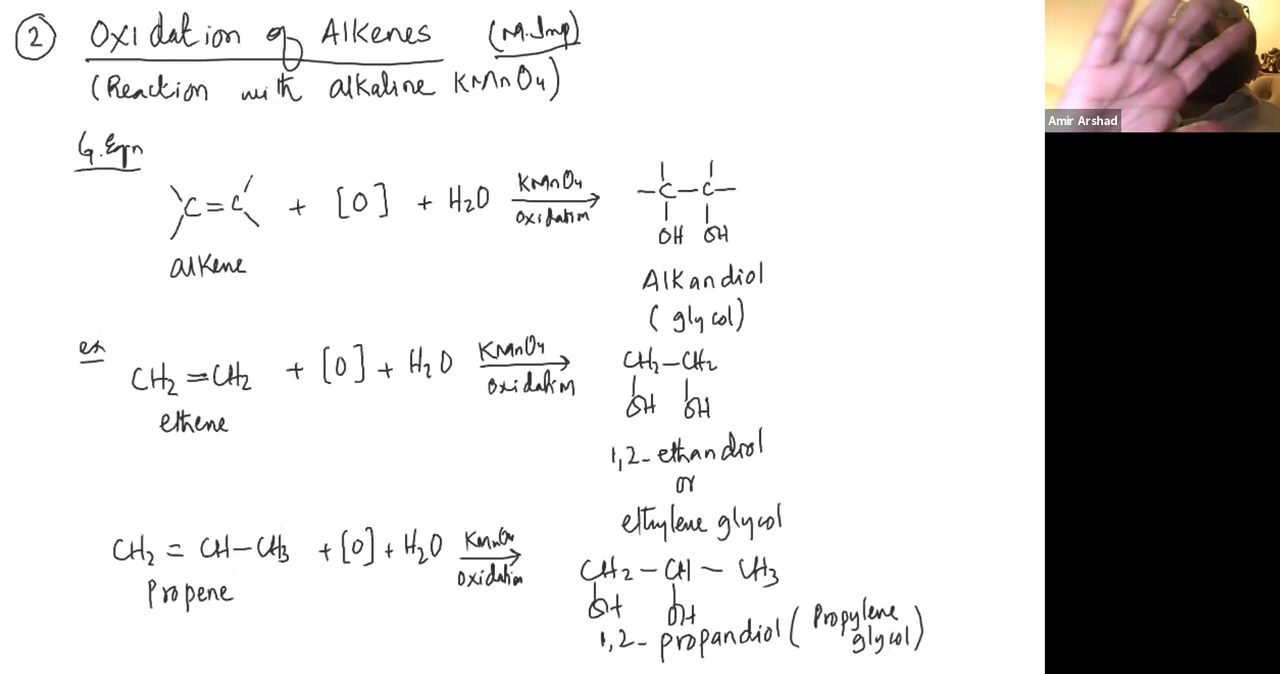 ② Oxidation of Alkenes (M.Imp)
(Reaction with alkaline KMnO4)
Amir Arshad
G.Eqn
C=C + [O] + H2O KMnO4 Oxidation -C-C-
OH OH
alkene
Alkandiol
(glycol)
ex
CH2=CH2 + [O] + H2O KMnO4 Oxidation CH2-CH2
OH OH
ethene
1,2-ethandiol
or
ethylene glycol
CH2=CH-CH3 + [O] + H2O KMnO4 Oxidation CH2-CH-CH3
OH OH
Propene
1,2-propandiol (Propylene glycol)